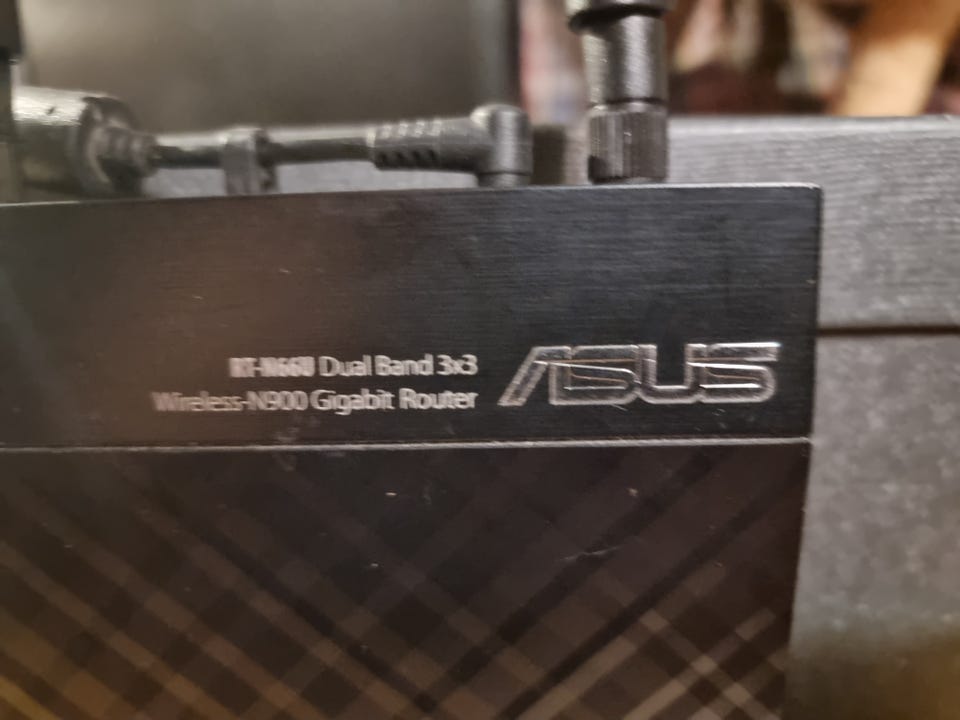 RT-N66U Dual Band 3x3
Wireless-N900 Gigabit Router
ASUS